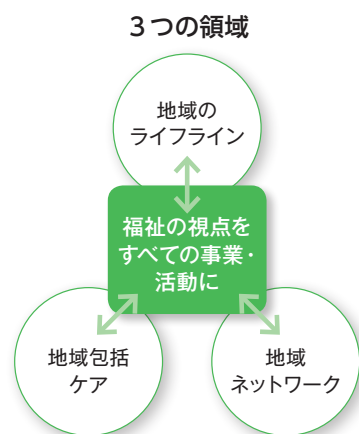 ３つの領域
地域の
ライフライン
福祉の視点を
すべての事業・
活動に
地域包括
ケア
地域
ネットワーク